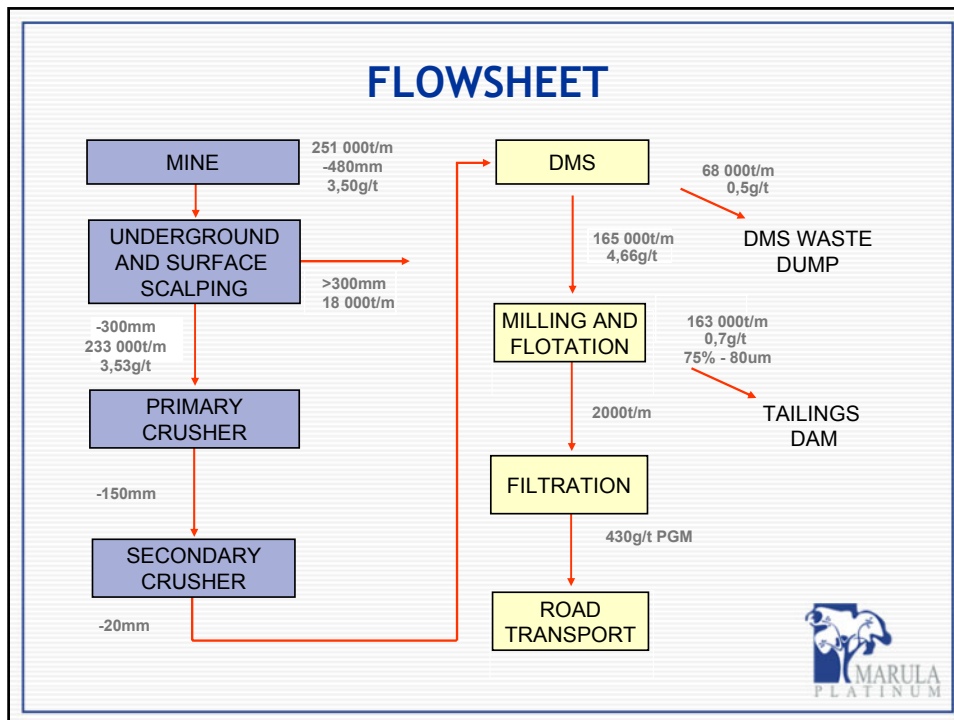 FLOWSHEET
MINE
251 000t/m
-480mm
3,50g/t
UNDERGROUND
AND SURFACE
SCALPING
>300mm
18 000t/m
-300mm
233 000t/m
3,53g/t
PRIMARY
CRUSHER
-150mm
SECONDARY
CRUSHER
-20mm
DMS
68 000t/m
0,5g/t
DMS WASTE
DUMP
165 000t/m
4,66g/t
MILLING AND
FLOTATION
163 000t/m
0,7g/t
75% - 80um
TAILINGS
DAM
2000t/m
FILTRATION
430g/t PGM
ROAD
TRANSPORT
MARULA
PLATINUM